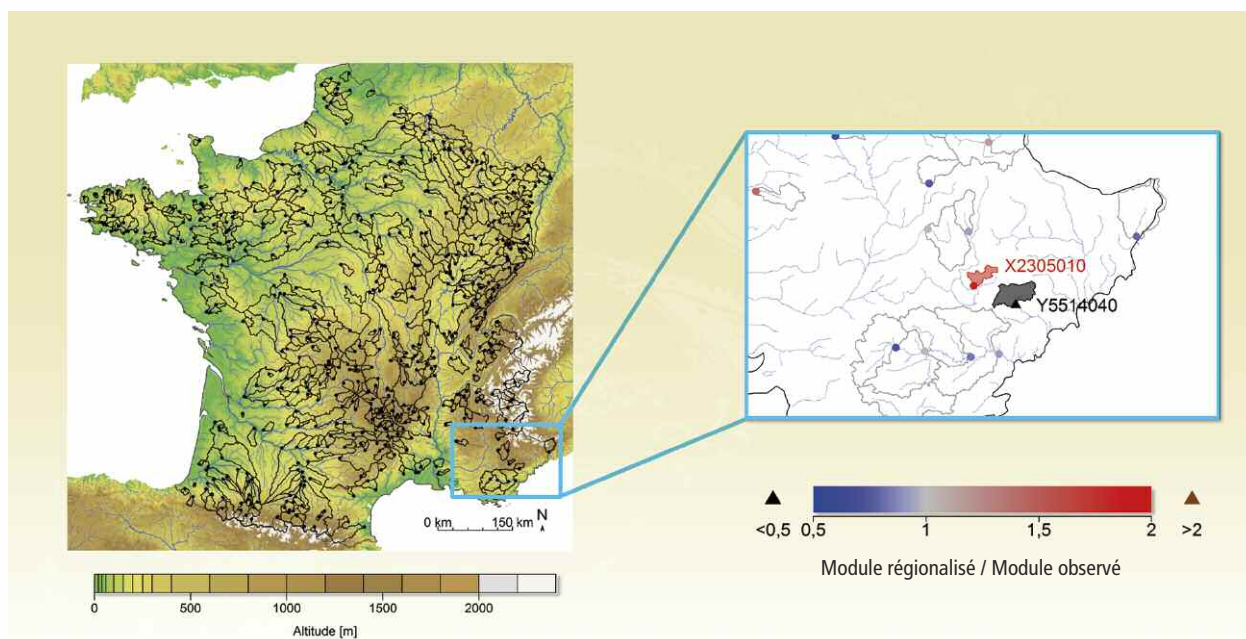 N
0 km 150 km
0 500 1000 1500 2000
Altitude [m]
X2305010
Y5514040
<0,5 0,5 1 1,5 2 >2
Module régionalisé / Module observé